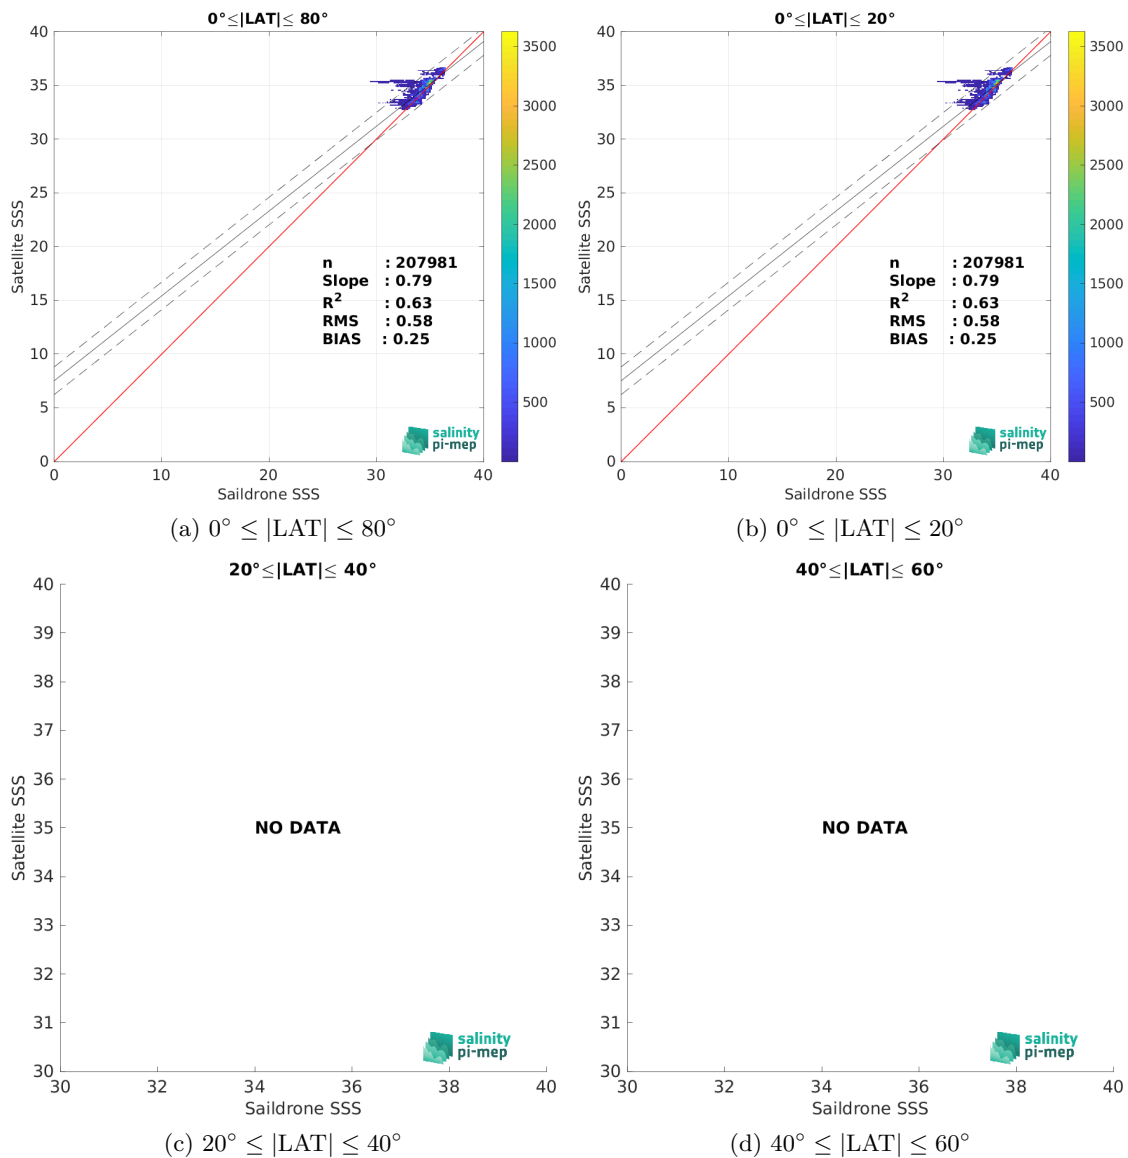 0°≤|LAT|≤ 80°
40
35
30
25
20
15
10
5
0
Satellite SSS
n : 207981
Slope : 0.79
R² : 0.63
RMS : 0.58
BIAS : 0.25
salinity
pi-mep
0 10 20 30 40
Saildrone SSS
3500
3000
2500
2000
1500
1000
500
(a) 0° ≤ |LAT| ≤ 80°
0°≤|LAT|≤ 20°
40
35
30
25
20
15
10
5
0
Satellite SSS
n : 207981
Slope : 0.79
R² : 0.63
RMS : 0.58
BIAS : 0.25
salinity
pi-mep
0 10 20 30 40
Saildrone SSS
3500
3000
2500
2000
1500
1000
500
(b) 0° ≤ |LAT| ≤ 20°
20°≤|LAT|≤ 40°
40
39
38
37
36
35
34
33
32
31
30
Satellite SSS
NO DATA
salinity
pi-mep
30 32 34 36 38 40
Saildrone SSS
(c) 20° ≤ |LAT| ≤ 40°
40°≤|LAT|≤ 60°
40
39
38
37
36
35
34
33
32
31
30
Satellite SSS
NO DATA
salinity
pi-mep
30 32 34 36 38 40
Saildrone SSS
(d) 40° ≤ |LAT| ≤ 60°